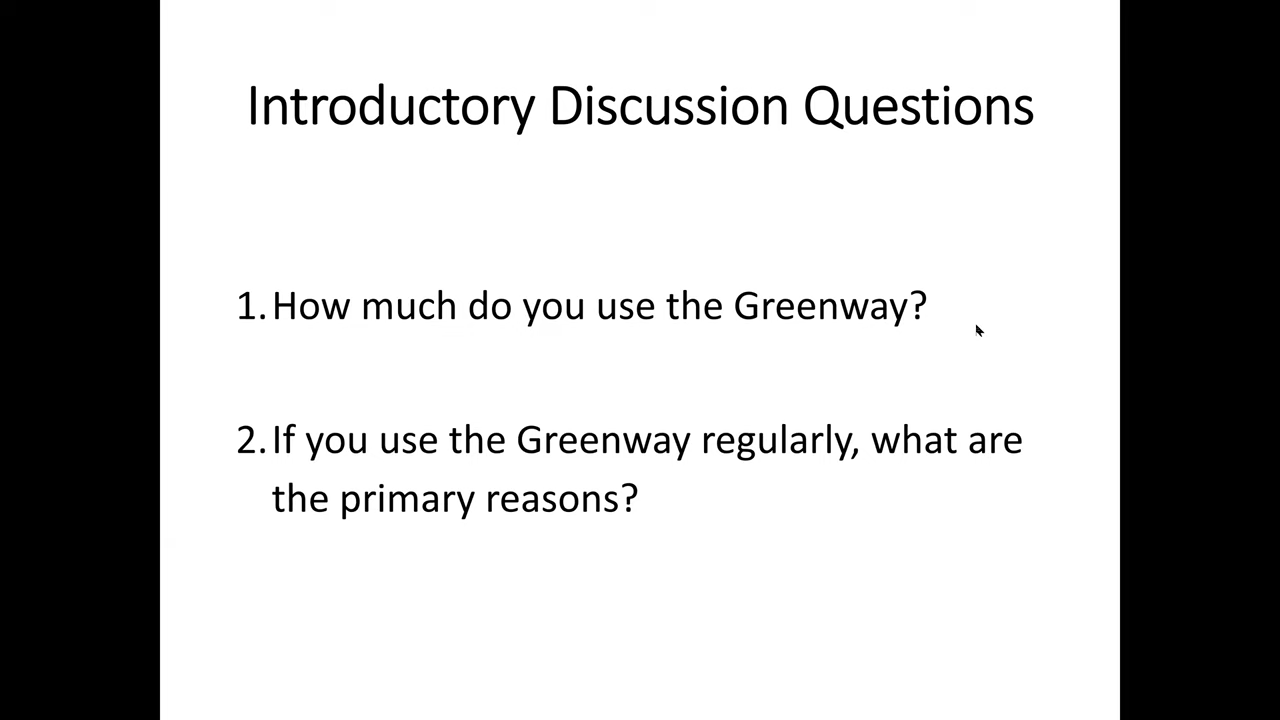 Introductory Discussion Questions
1. How much do you use the Greenway?
2. If you use the Greenway regularly, what are
the primary reasons?